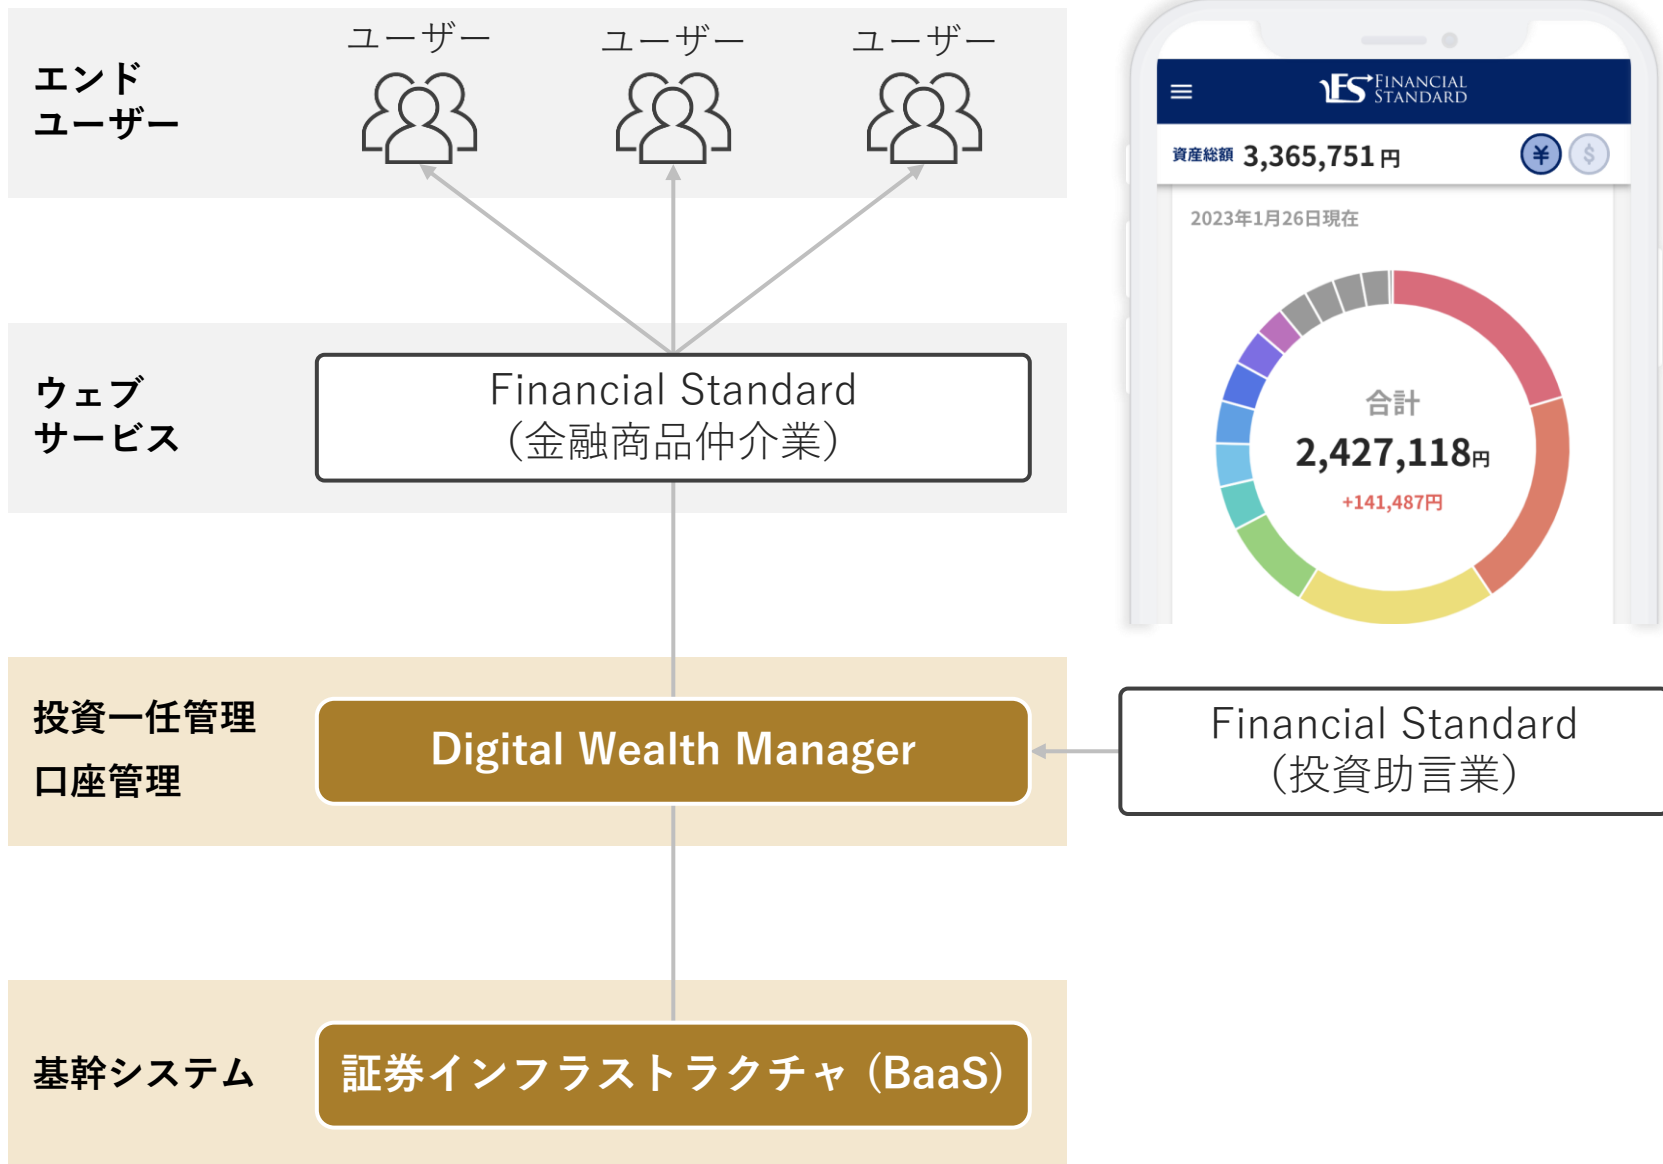 エンド
ユーザー
ユーザー
ユーザー
ユーザー
ウェブ
サービス
Financial Standard
（金融商品仲介業）
投資一任管理
口座管理
Digital Wealth Manager
基幹システム
証券インフラストラクチャ (BaaS)
FS FINANCIAL
STANDARD
資産総額 3,365,751 円
¥ $
2023年1月26日現在
合計
2,427,118円
+141,487円
Financial Standard
（投資助言業）